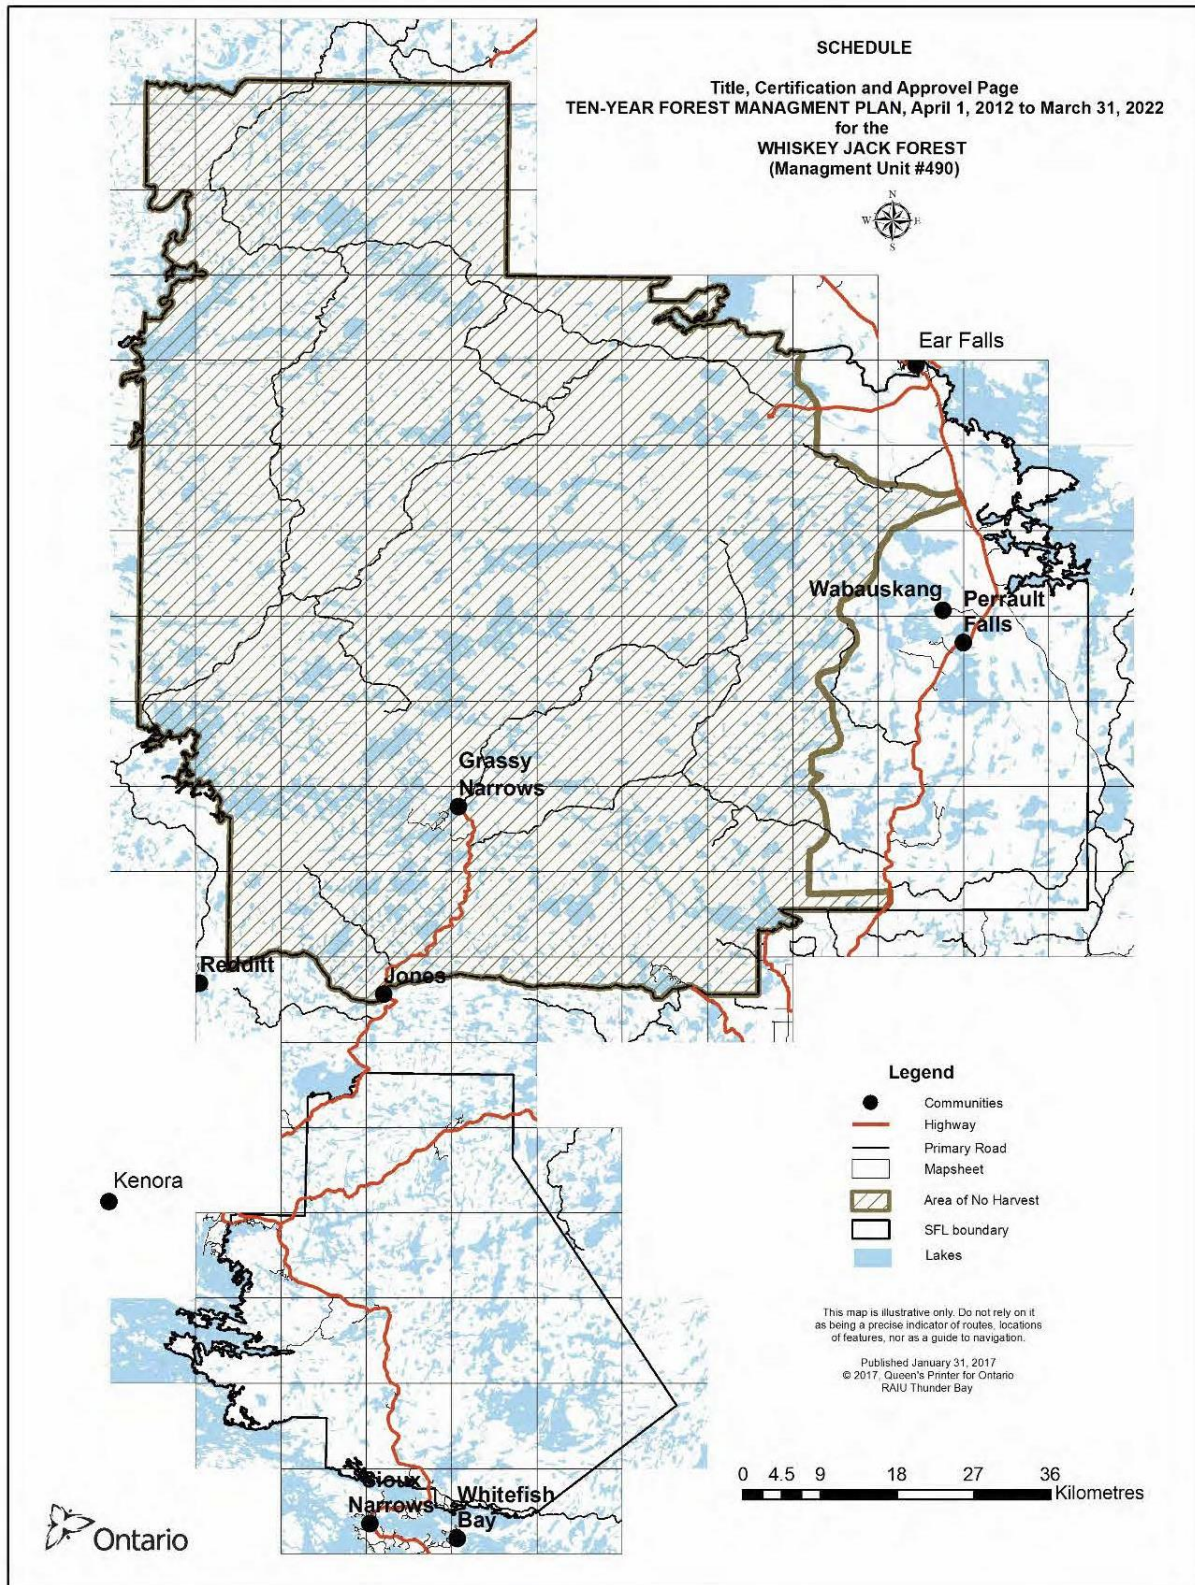 SCHEDULE
Title, Certification and Approvel Page
TEN-YEAR FOREST MANAGMENT PLAN, April 1, 2012 to March 31, 2022
for the
WHISKEY JACK FOREST
(Managment Unit #490)
N
W E
S
Ear Falls
Wabauskang
Perrault
Falls
Grassy
Narrows
Redditt
Jones
Kenora
Sioux
Narrows
Whitefish
Bay
Legend
Communities
Highway
Primary Road
Mapsheet
Area of No Harvest
SFL boundary
Lakes
This map is illustrative only. Do not rely on it
as being a precise indicator of routes, locations
of features, nor as a guide to navigation.
Published January 31, 2017
© 2017, Queen's Printer for Ontario
RAIU Thunder Bay
0 4.5 9 18 27 36
Kilometres
Ontario